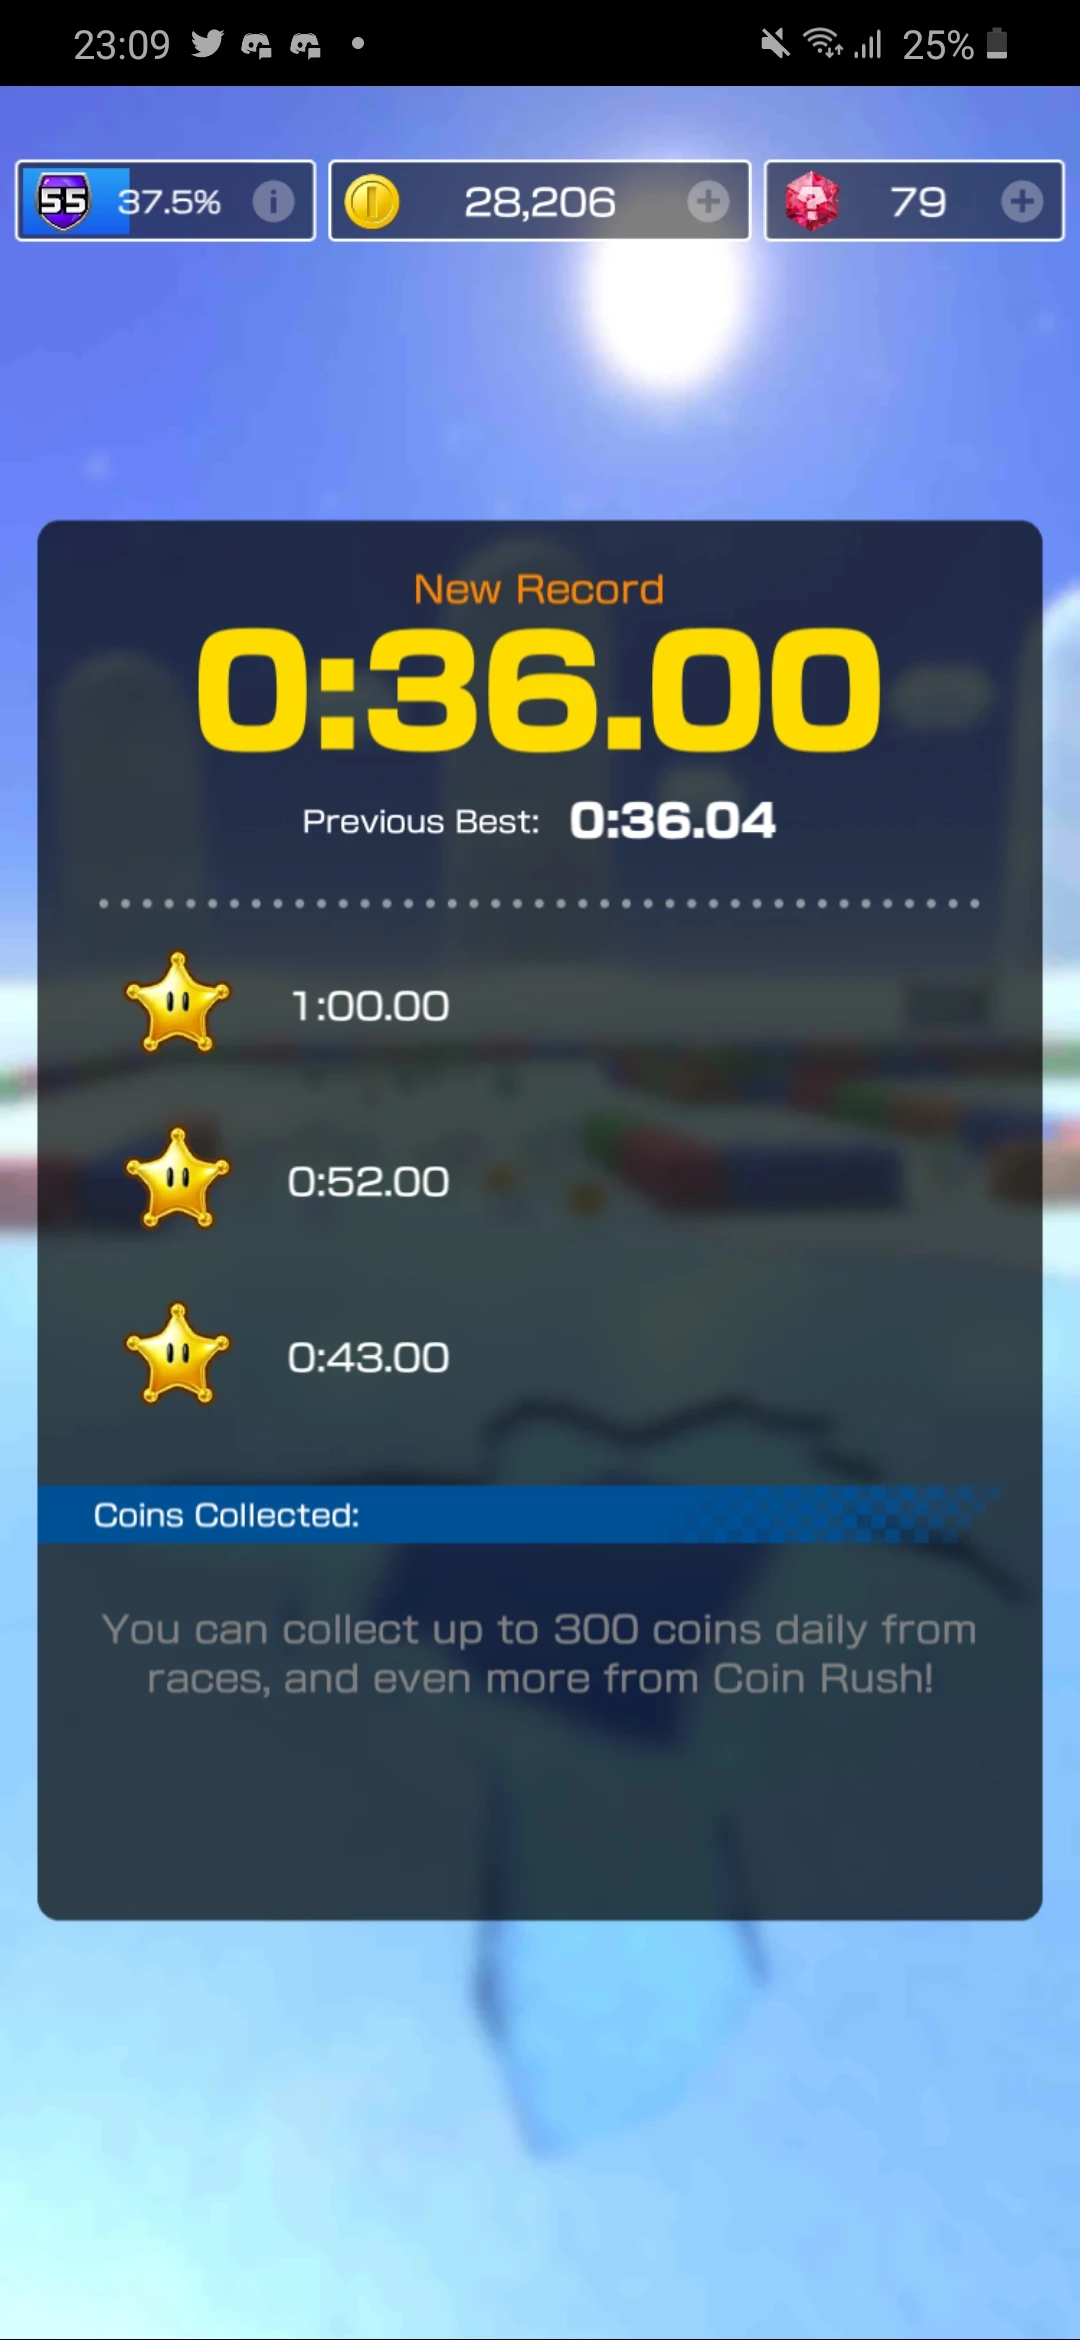 23:09 25%
55 37.5% 28,206 79
New Record
0:36.00
Previous Best: 0:36.04
1:00.00
0:52.00
0:43.00
Coins Collected:
You can collect up to 300 coins daily from
races, and even more from Coin Rush!